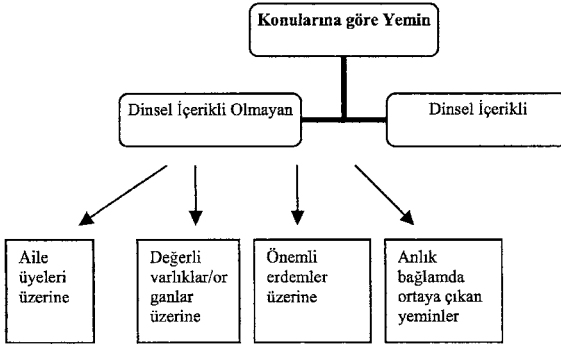 Konularına göre Yemin
Dinsel İçerikli Olmayan
Dinsel İçerikli
Aile
üyeleri
üzerine
Değerli
varlıklar/or
ganlar
üzerine
Önemli
erdemler
üzerine
Anlık
bağlamda
ortaya çıkan
yeminler